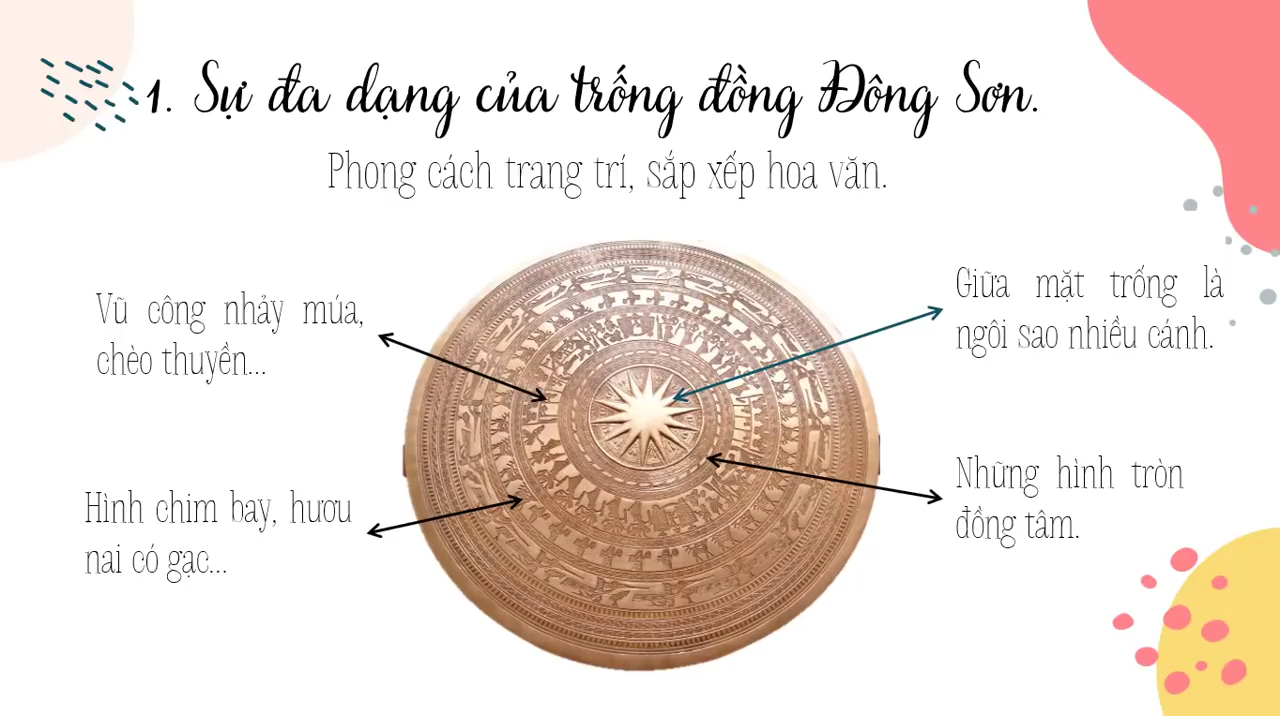 1. Sự đa dạng của trống đồng Đông Sơn.
Phong cách trang trí, sắp xếp hoa văn.
Vũ công nhảy múa,
chèo thuyền...
Hình chim bay, hươu
nai có gạc...
Giữa mặt trống là
ngôi sao nhiều cánh.
Những hình tròn
đồng tâm.